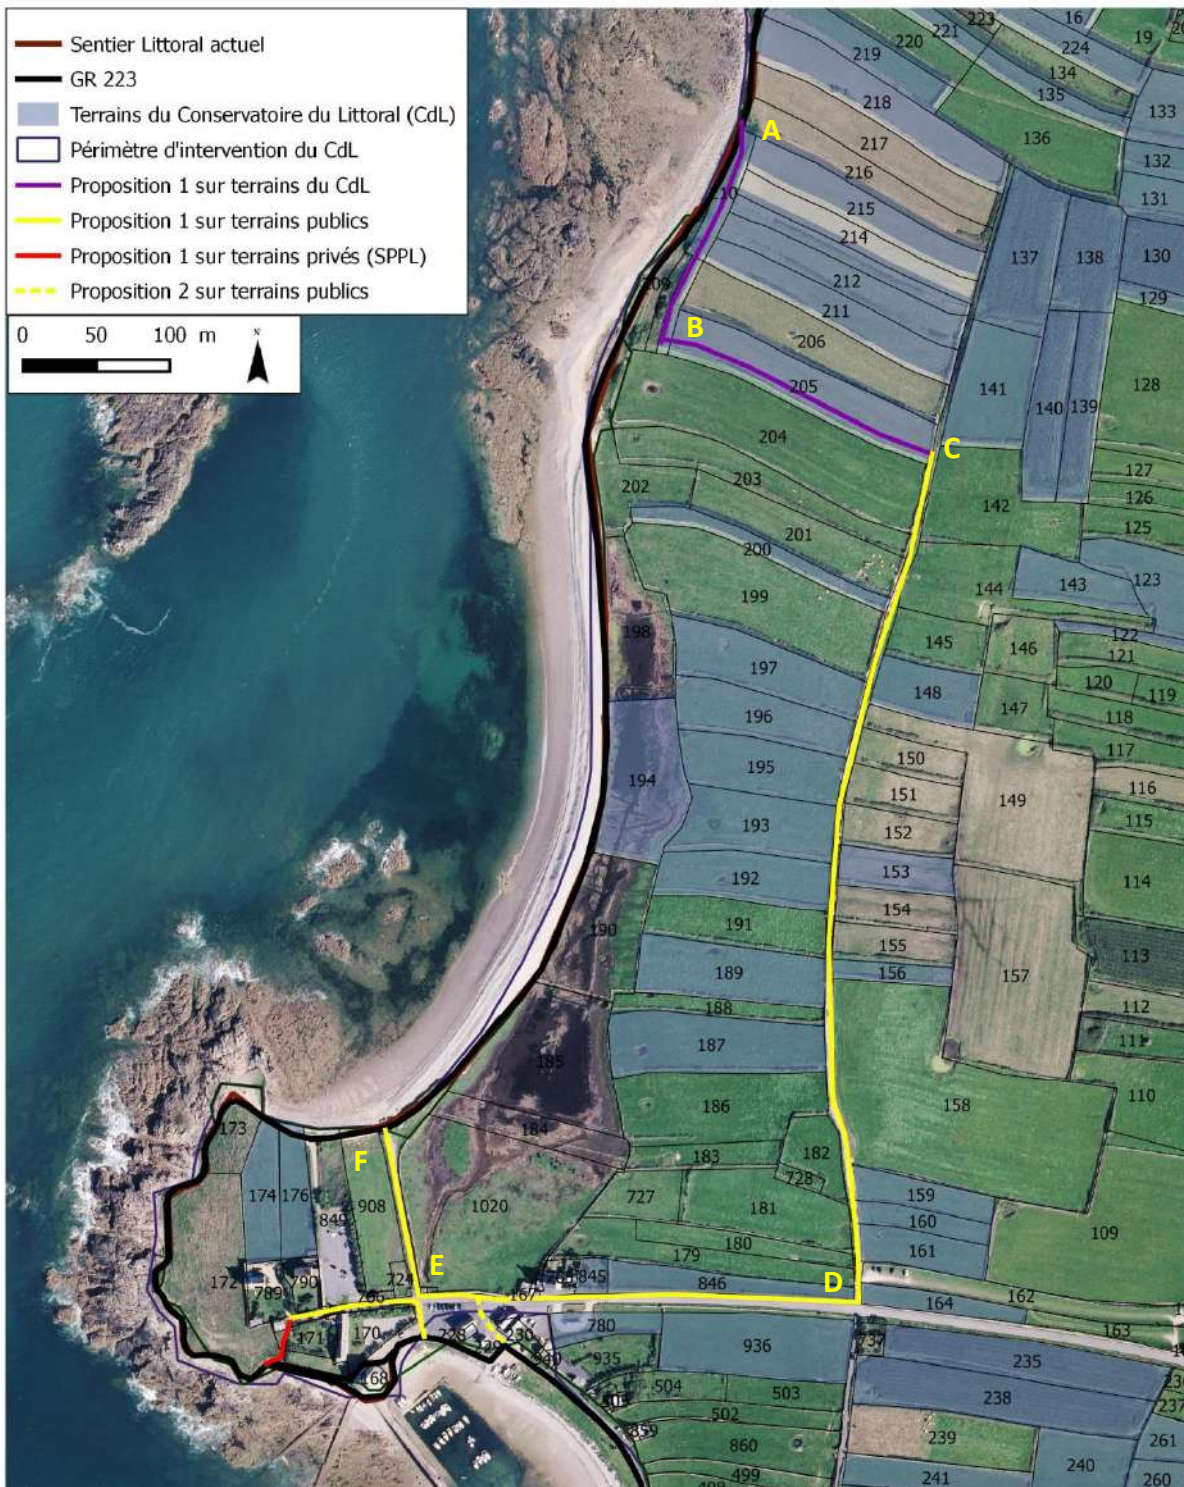 Sentier Littoral actuel
GR 223
Terrains du Conservatoire du Littoral (CdL)
Périmètre d'intervention du CdL
Proposition 1 sur terrains du CdL
Proposition 1 sur terrains publics
Proposition 1 sur terrains privés (SPPL)
Proposition 2 sur terrains publics
0 50 100 m
N
223 16
221 19
220 224
219 134
218 135 133
A 136
217 132
216 131
210 215
214 137 138 130
212 129
209 211
B 206
205 141 140 139 128
204 C
203 127
202 142 126
201 125
200 143 123
199 144
198 145 146 122
121
197 148 120 119
147 118
196 117
150
194 195 149 116
151 115
193 152
192 153 114
154
190 191 155 113
189 156 157
188 112
187 111
185
186 158 110
173 184 182
F 183 728
174 176 908 1020 727 159
849 181 160 109
180 161
172 E 179
789 790 724 845 846 D 162
766 167 164
171 170 228 230 780 163
229 936 737
168 940 935 235
504 503 238 237
502
859 239 261
860 240
499 241 260